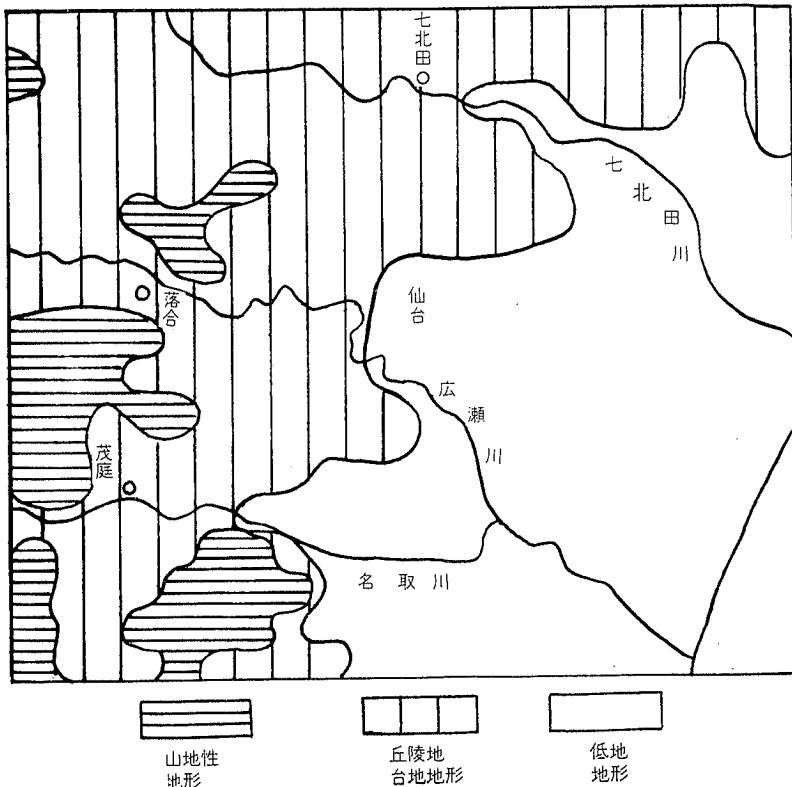 七北田
七北田川
仙台
落合
広瀬川
茂庭
名取川
山地性
地形
丘陵地
台地地形
低地
地形